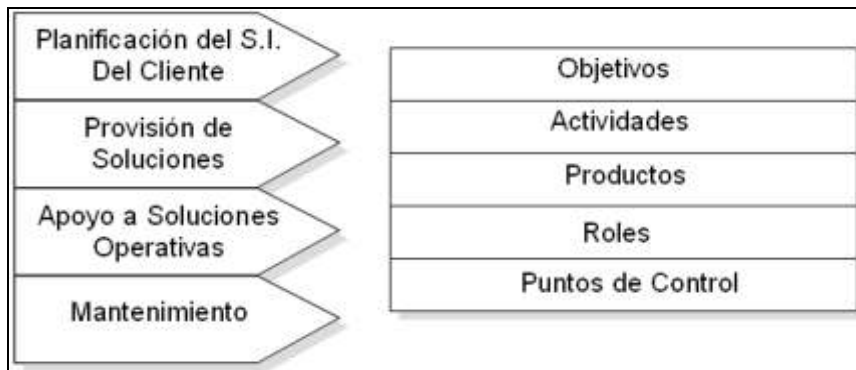 Planificación del S.I.
Del Cliente
Provisión de
Soluciones
Apoyo a Soluciones
Operativas
Mantenimiento
Objetivos
Actividades
Productos
Roles
Puntos de Control